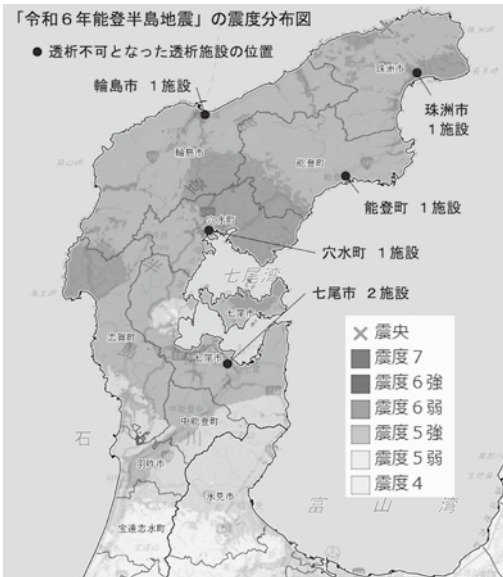 「令和６年能登半島地震」の震度分布図
● 透析不可となった透析施設の位置
輪島市 １施設
珠洲市
珠洲市
１施設
輪島市
能登町
能登町 １施設
穴水町
穴水町 １施設
七尾湾
七尾市
七尾市 ２施設
志賀町
七尾市
中能登町
石
川
羽咋市
氷見市
宝達志水町
富山湾
× 震央
震度７
震度６強
震度６弱
震度５強
震度５弱
震度４